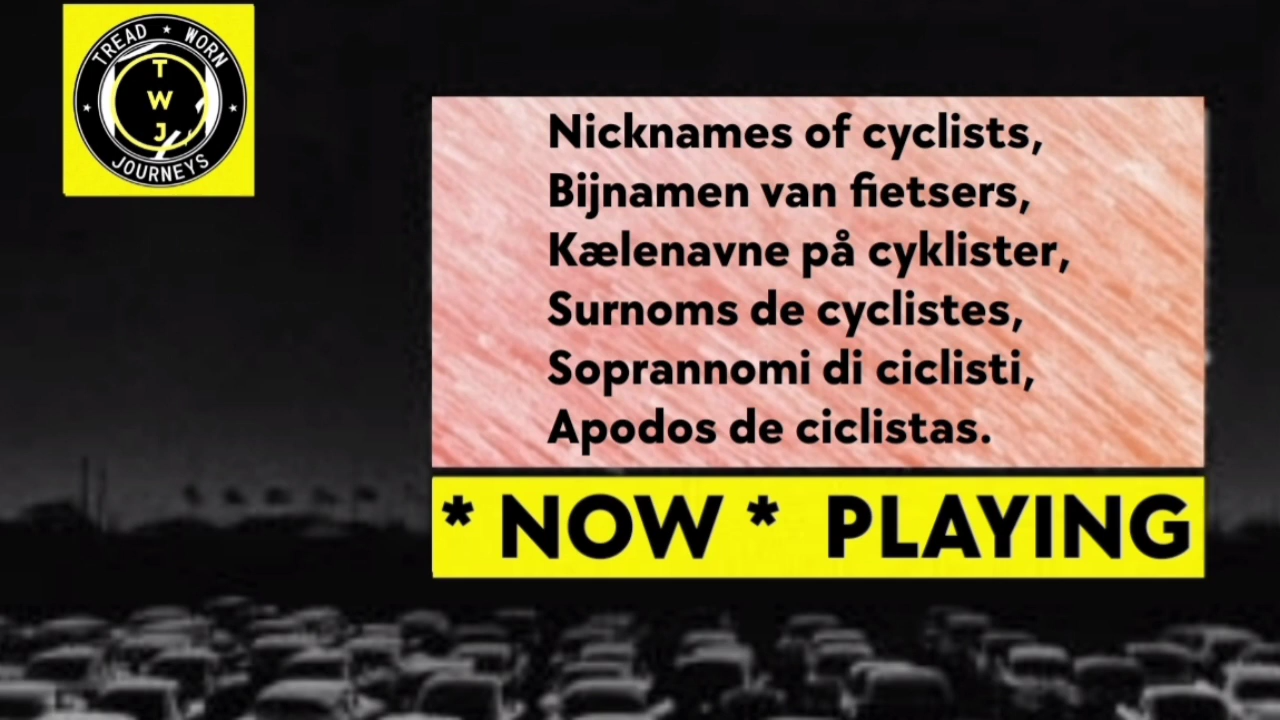 TREAD ★ WORN
T
W
J
★ JOURNEYS ★
Nicknames of cyclists,
Bijnamen van fietsers,
Kælenavne på cyklister,
Surnoms de cyclistes,
Soprannomi di ciclisti,
Apodos de ciclistas.
* NOW * PLAYING